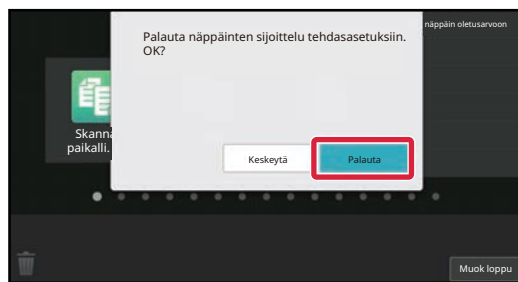 näppäin oletusarvoon
Palauta näppäinten sijoittelu tehdasasetuksiin.
OK?
Skanna
paikalli.
Keskeytä
Palauta
Muok loppu